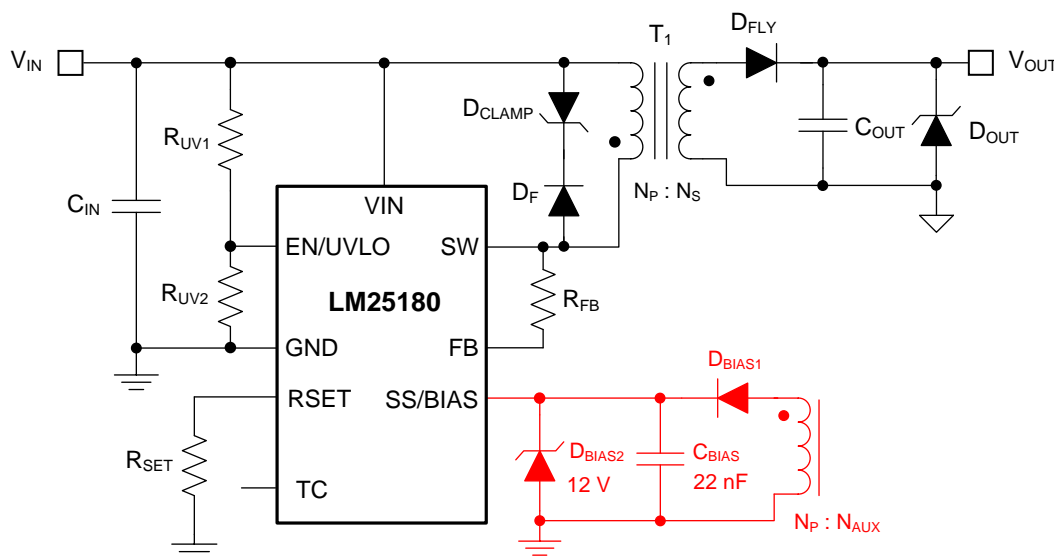 T1
DFLY
VIN
VOUT
DCLAMP
RUV1
COUT
DOUT
DF
NP : NS
CIN
VIN
EN/UVLO
SW
RUV2
LM25180
RFB
GND
FB
DBIAS1
RSET
SS/BIAS
RSET
DBIAS2
12 V
CBIAS
22 nF
TC
NP : NAUX